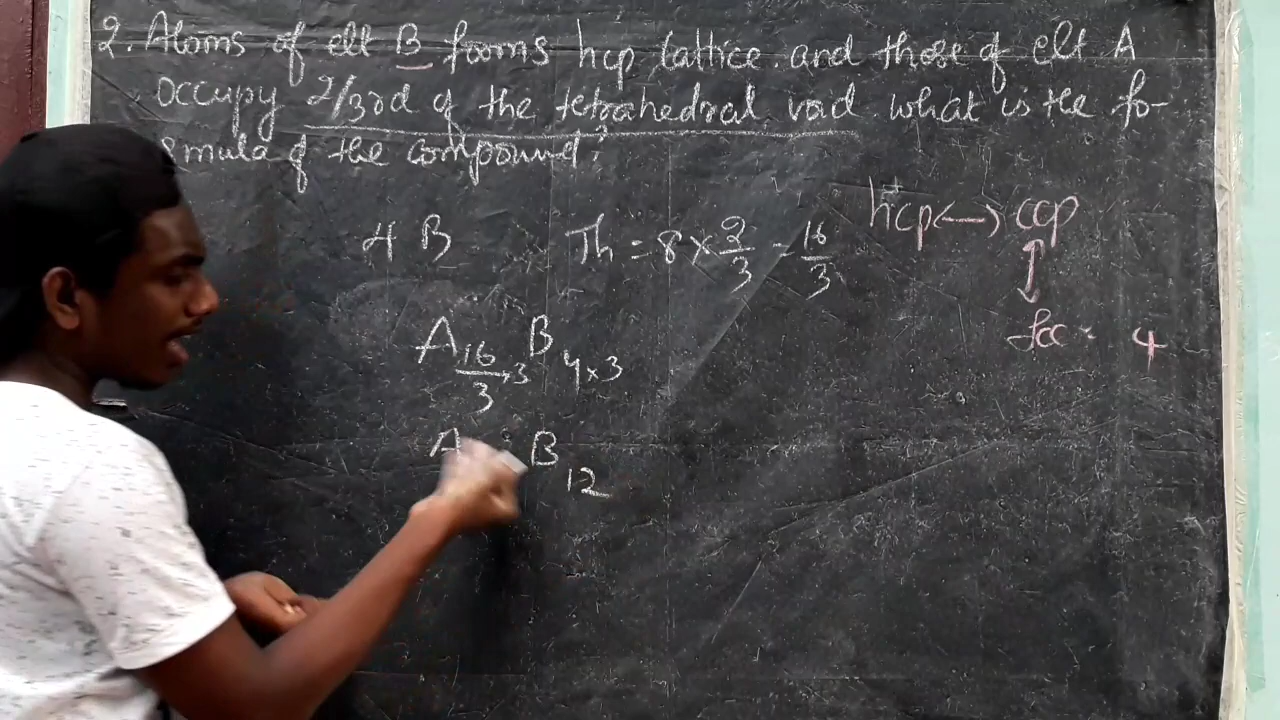 2. Atoms of elt B forms hcp lattice and those of elt A
occupy 2/3rd of the tetrahedral void what is the fo-
rmula of the compound?
hcp ↔ ccp
4 B Th = 8 × 2/3 = 16/3
↕
fcc = 4
A 16/3 × 3 B 4×3
A B 12